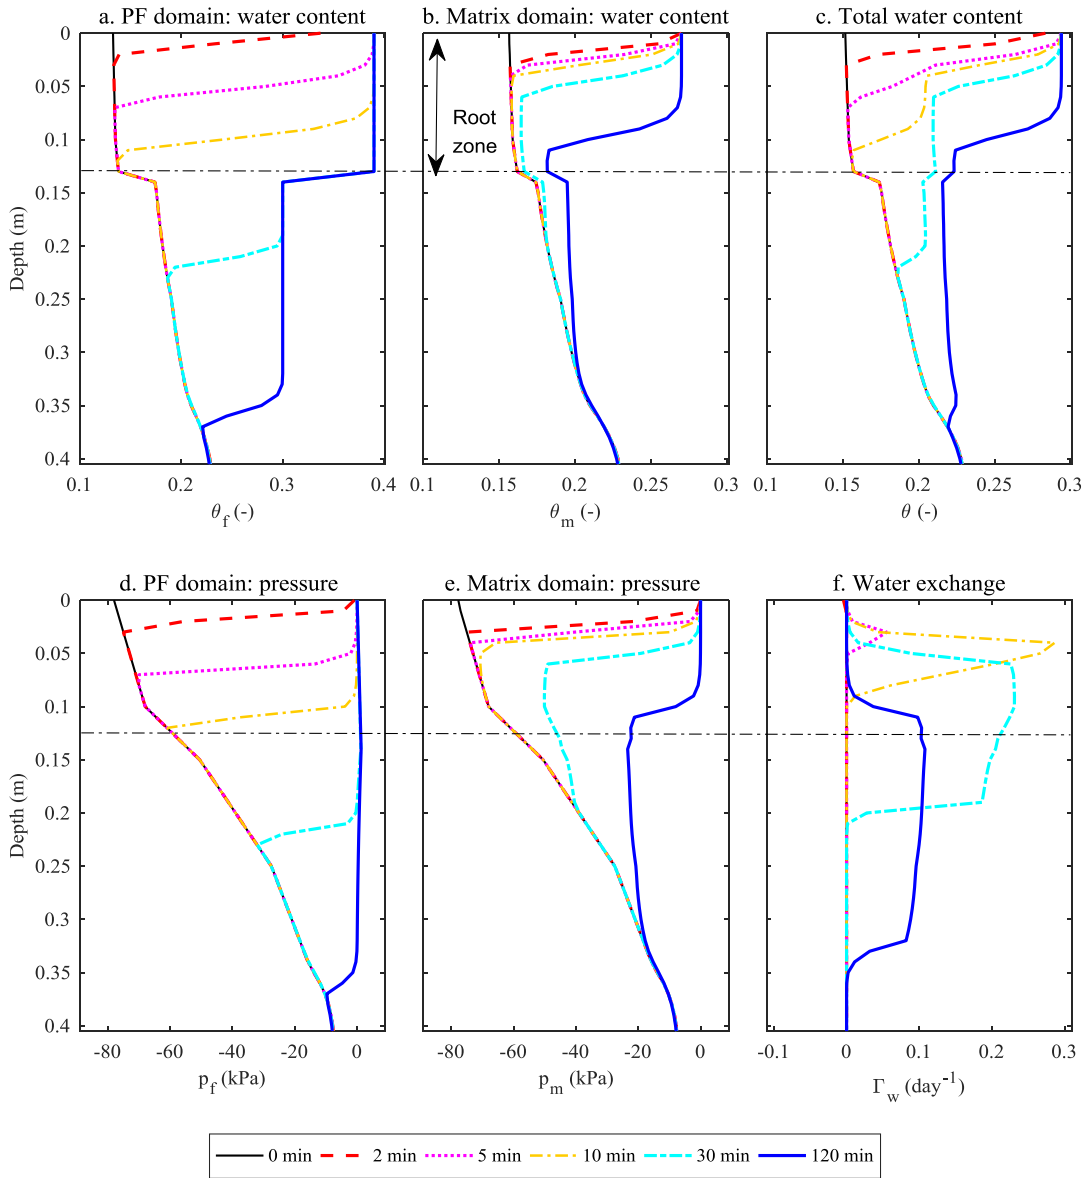 a. PF domain: water content
b. Matrix domain: water content
c. Total water content
0
0.05
0.1
0.15
0.2
0.25
0.3
0.35
0.4
Depth (m)
Root
zone
0.1 0.2 0.3 0.4
θ_f (-)
0.1 0.15 0.2 0.25 0.3
θ_m (-)
0.1 0.15 0.2 0.25 0.3
θ (-)
d. PF domain: pressure
e. Matrix domain: pressure
f. Water exchange
0
0.05
0.1
0.15
0.2
0.25
0.3
0.35
0.4
Depth (m)
-80 -60 -40 -20 0
p_f (kPa)
-80 -60 -40 -20 0
p_m (kPa)
-0.1 0 0.1 0.2 0.3
Γ_w (day⁻¹)
0 min 2 min 5 min 10 min 30 min 120 min